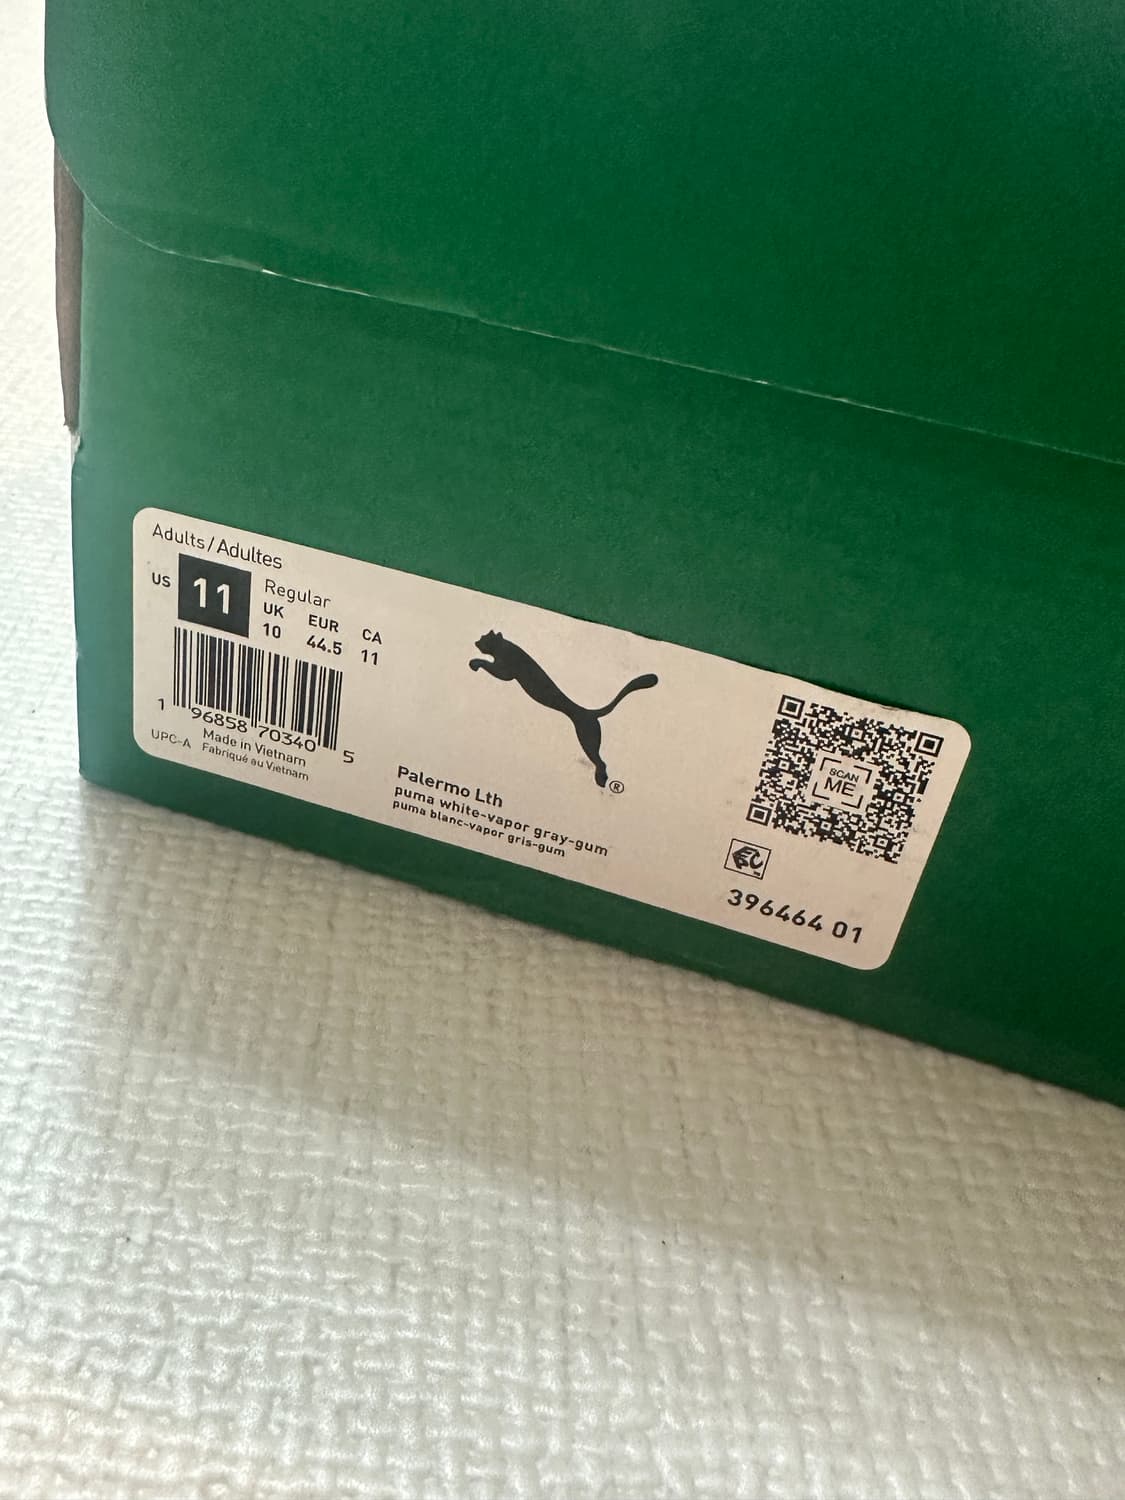 Adults/Adultes
US 11 Regular
UK EUR CA
10 44.5 11
1 96858 70340 5
UPC-A Made in Vietnam
Fabriqué au Vietnam
®
Palermo Lth
puma white-vapor gray-gum
puma blanc-vapor gris-gum
SCAN
ME
396464 01